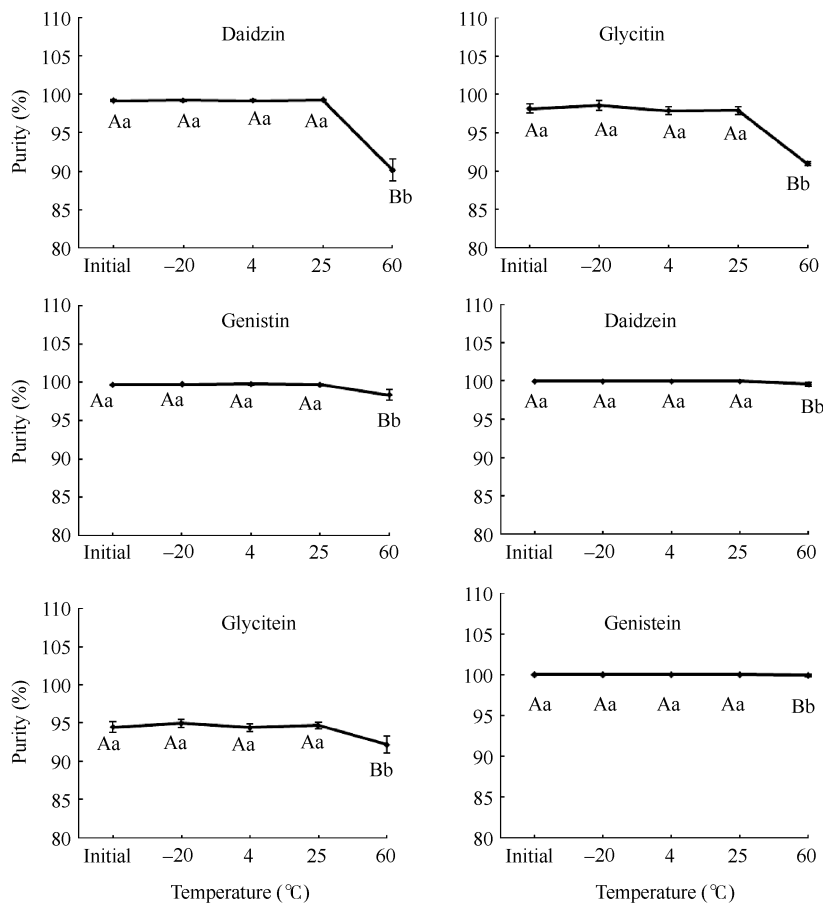 Daidzin
Purity (%)
110
105
100
95
90
85
80
Aa Aa Aa Aa Bb
Initial –20 4 25 60
Glycitin
110
105
100
95
90
85
80
Aa Aa Aa Aa Bb
Initial –20 4 25 60
Genistin
Purity (%)
110
105
100
95
90
85
80
Aa Aa Aa Aa Bb
Initial –20 4 25 60
Daidzein
110
105
100
95
90
85
80
Aa Aa Aa Aa Bb
Initial –20 4 25 60
Glycitein
Purity (%)
110
105
100
95
90
85
80
Aa Aa Aa Aa Bb
Initial –20 4 25 60
Temperature (℃)
Genistein
110
105
100
95
90
85
80
Aa Aa Aa Aa Bb
Initial –20 4 25 60
Temperature (℃)